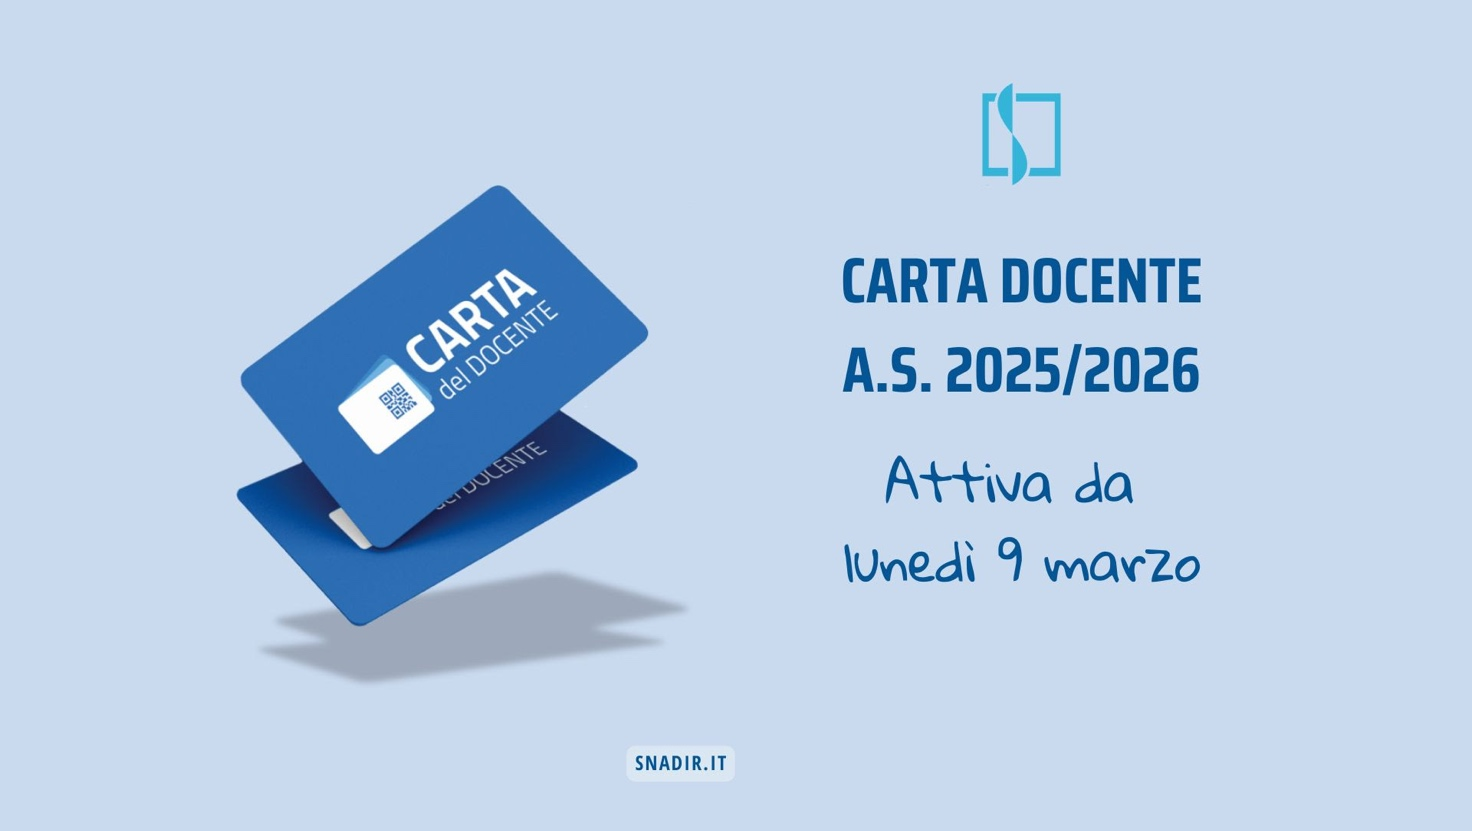 CARTA
del DOCENTE
del DOCENTE
CARTA DOCENTE
A.S. 2025/2026
Attiva da
lunedì 9 marzo
SNADIR.IT